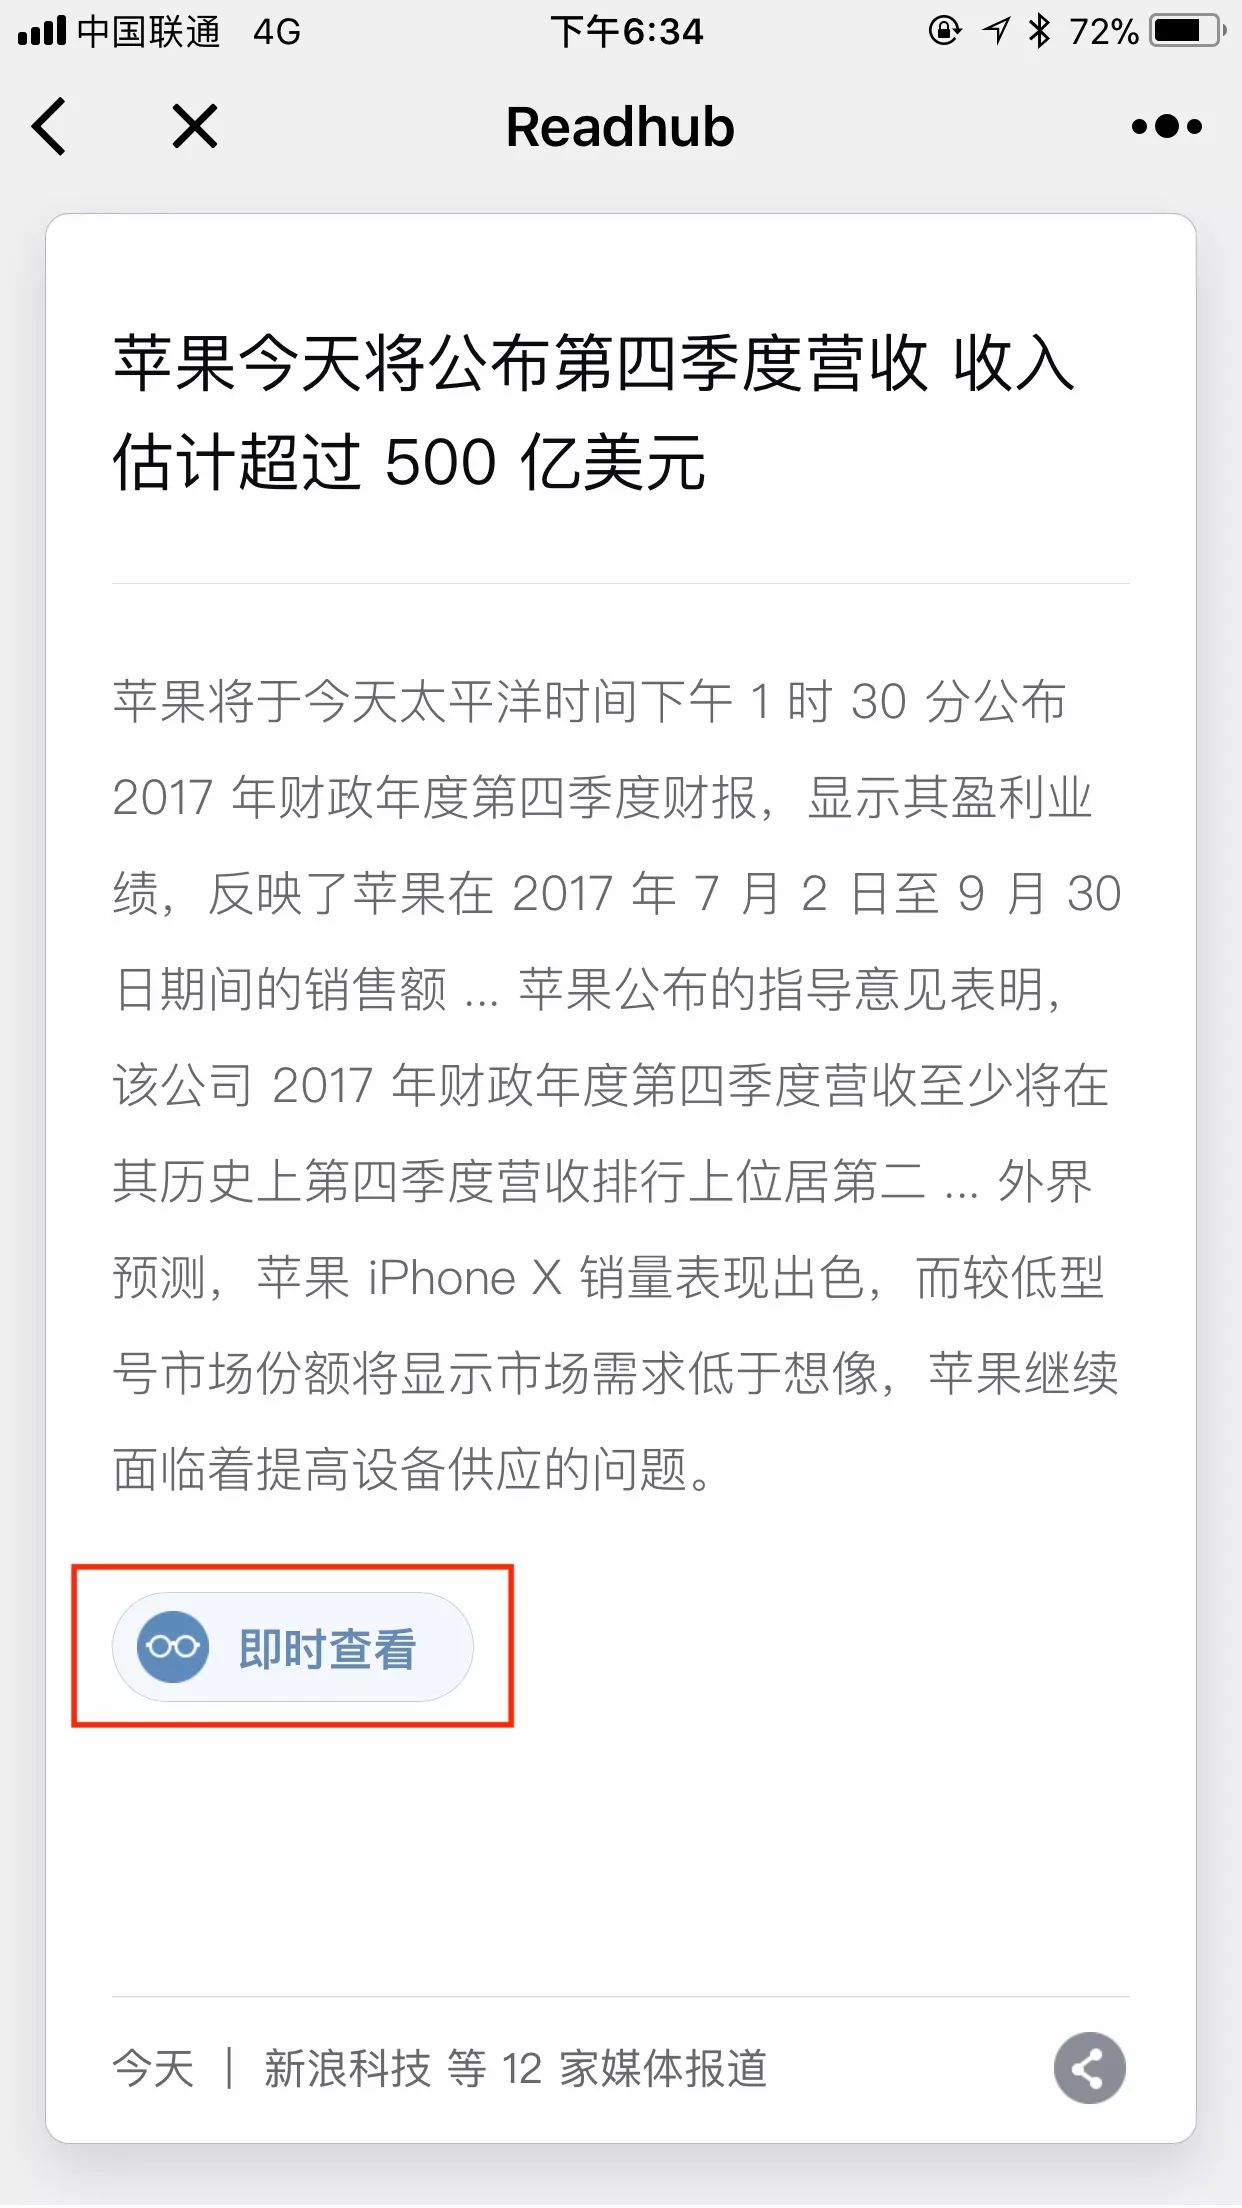 中国联通 4G 下午6:34 72%
Readhub
苹果今天将公布第四季度营收 收入
估计超过 500 亿美元
苹果将于今天太平洋时间下午 1 时 30 分公布
2017 年财政年度第四季度财报，显示其盈利业
绩，反映了苹果在 2017 年 7 月 2 日至 9 月 30
日期间的销售额 ... 苹果公布的指导意见表明，
该公司 2017 年财政年度第四季度营收至少将在
其历史上第四季度营收排行上位居第二 ... 外界
预测，苹果 iPhone X 销量表现出色，而较低型
号市场份额将显示市场需求低于想像，苹果继续
面临着提高设备供应的问题。
即时查看
今天 | 新浪科技 等 12 家媒体报道